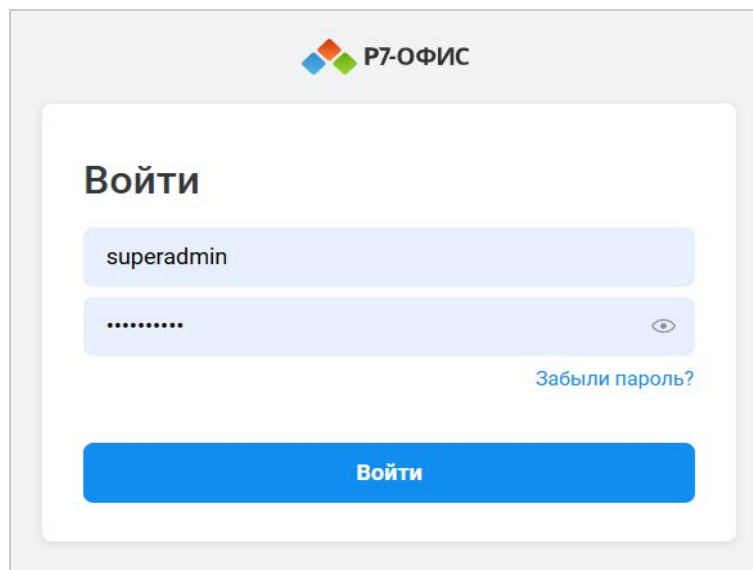 Р7-ОФИС
Войти
superadmin
••••••••••
Забыли пароль?
Войти